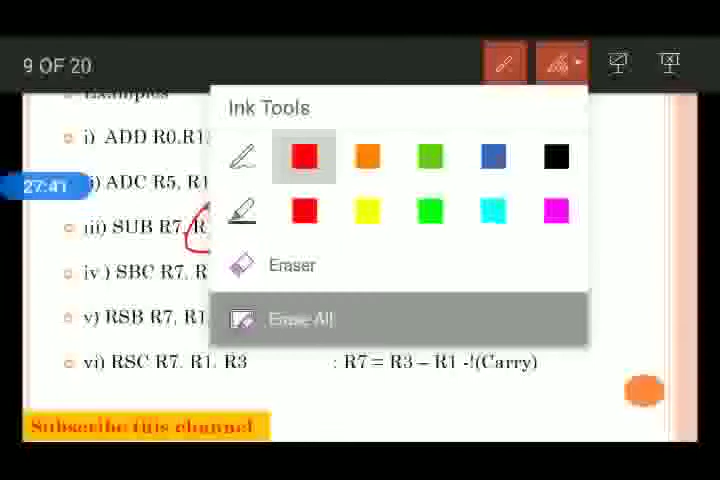 9 OF 20
Examples
Ink Tools
i) ADD R0,R1,
27:41
i) ADC R5, R1
iii) SUB R7, R
Eraser
iv ) SBC R7, R
v) RSB R7, R1,
Erase All
vi) RSC R7, R1, R3 : R7 = R3 – R1 -!(Carry)
Subscribe this channel